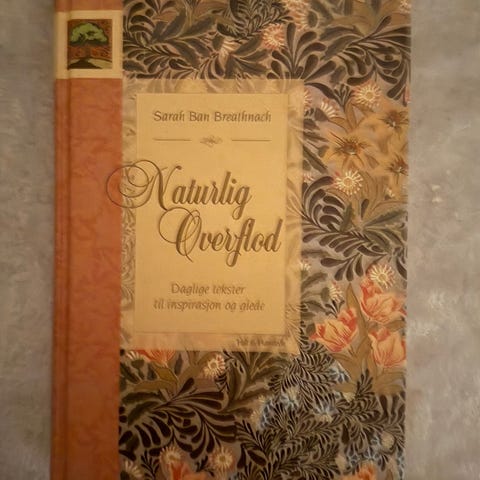 Sarah Ban Breathnach
Naturlig
Overflod
Daglige tekster
til inspirasjon og glede